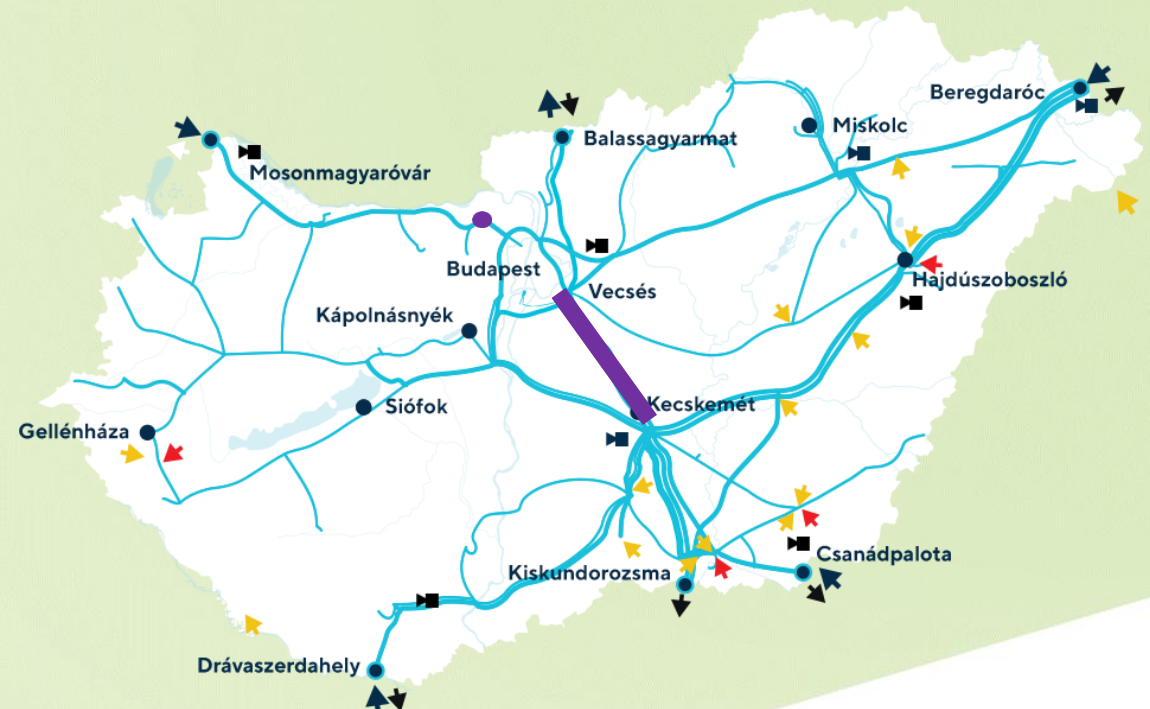 Beregdaróc
Miskolc
Balassagyarmat
Mosonmagyaróvár
Budapest
Hajdúszoboszló
Vecsés
Kápolnásnyék
Kecskemét
Siófok
Gellénháza
Csanádpalota
Kiskundorozsma
Drávaszerdahely